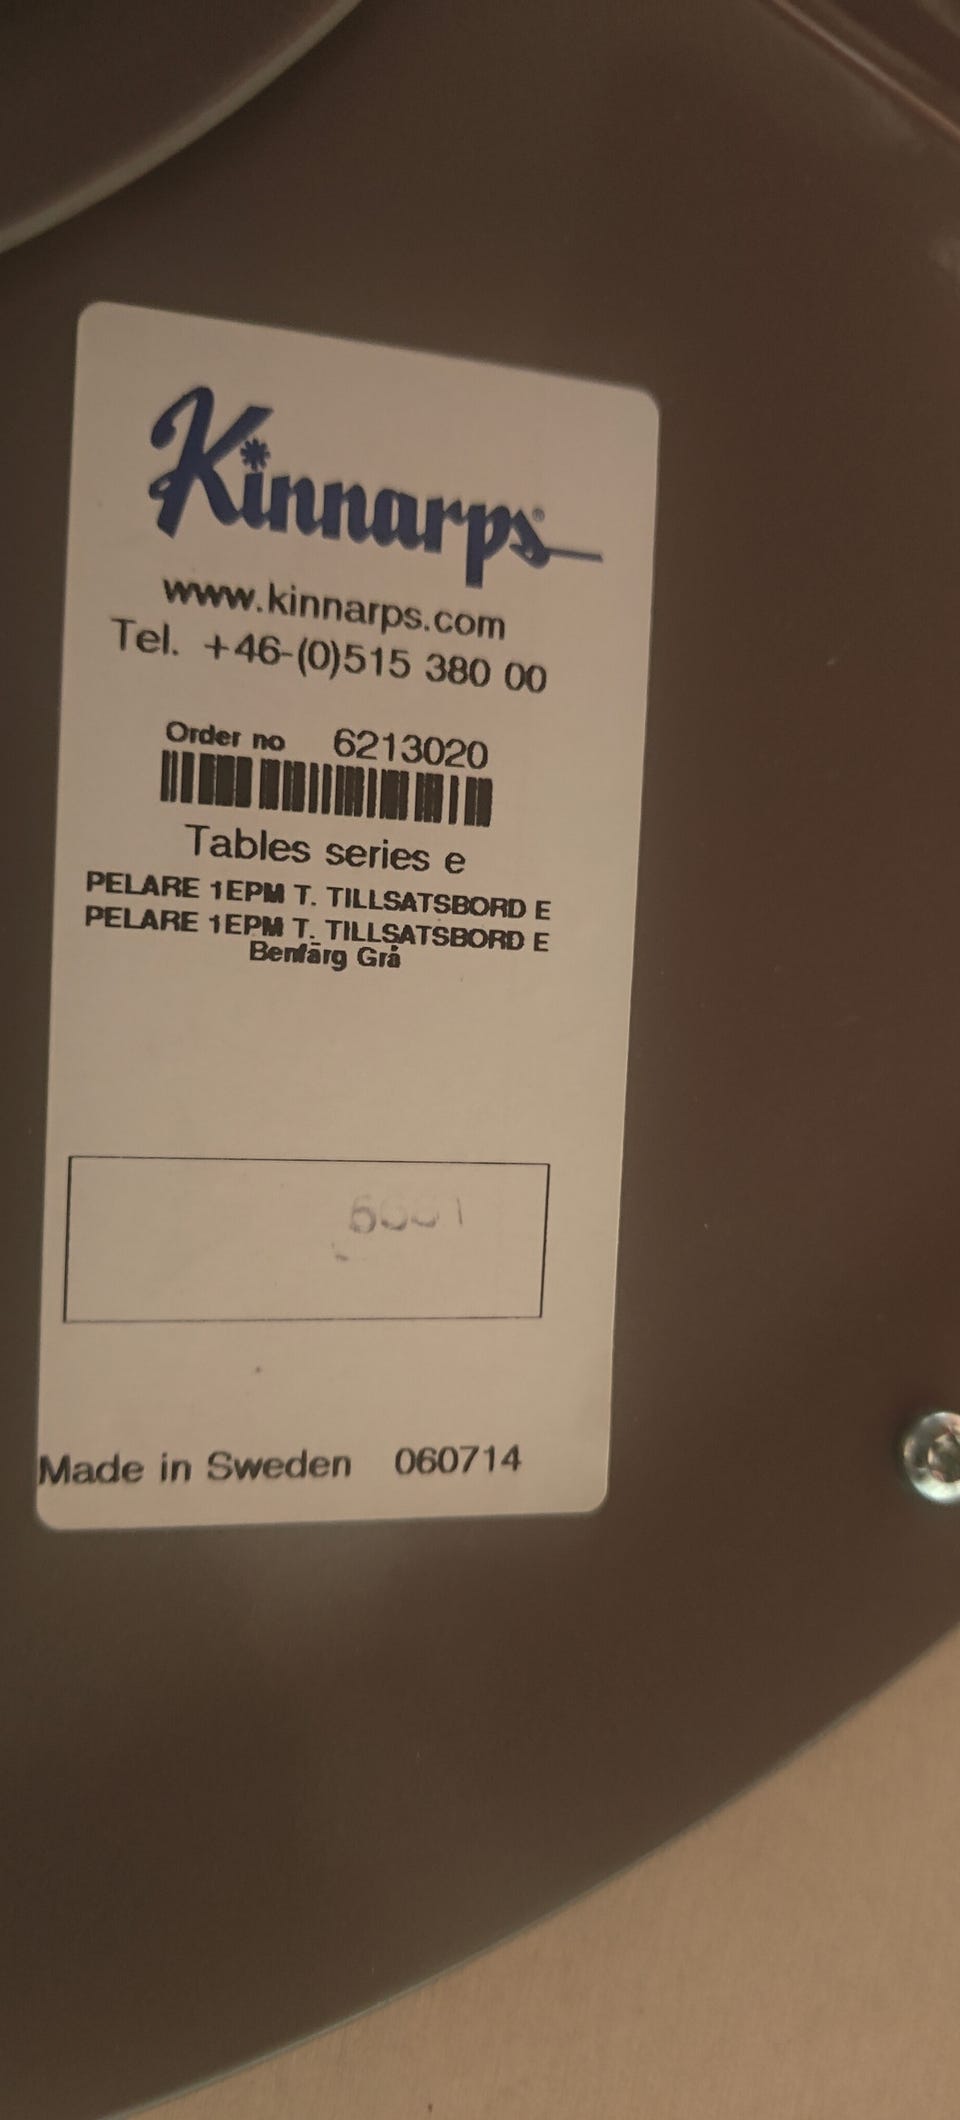 Kinnarps®
www.kinnarps.com
Tel. +46-(0)515 380 00
Order no 6213020
Tables series e
PELARE 1EPM T. TILLSATSBORD E
PELARE 1EPM T. TILLSATSBORD E
Benfärg Grå
Made in Sweden 060714